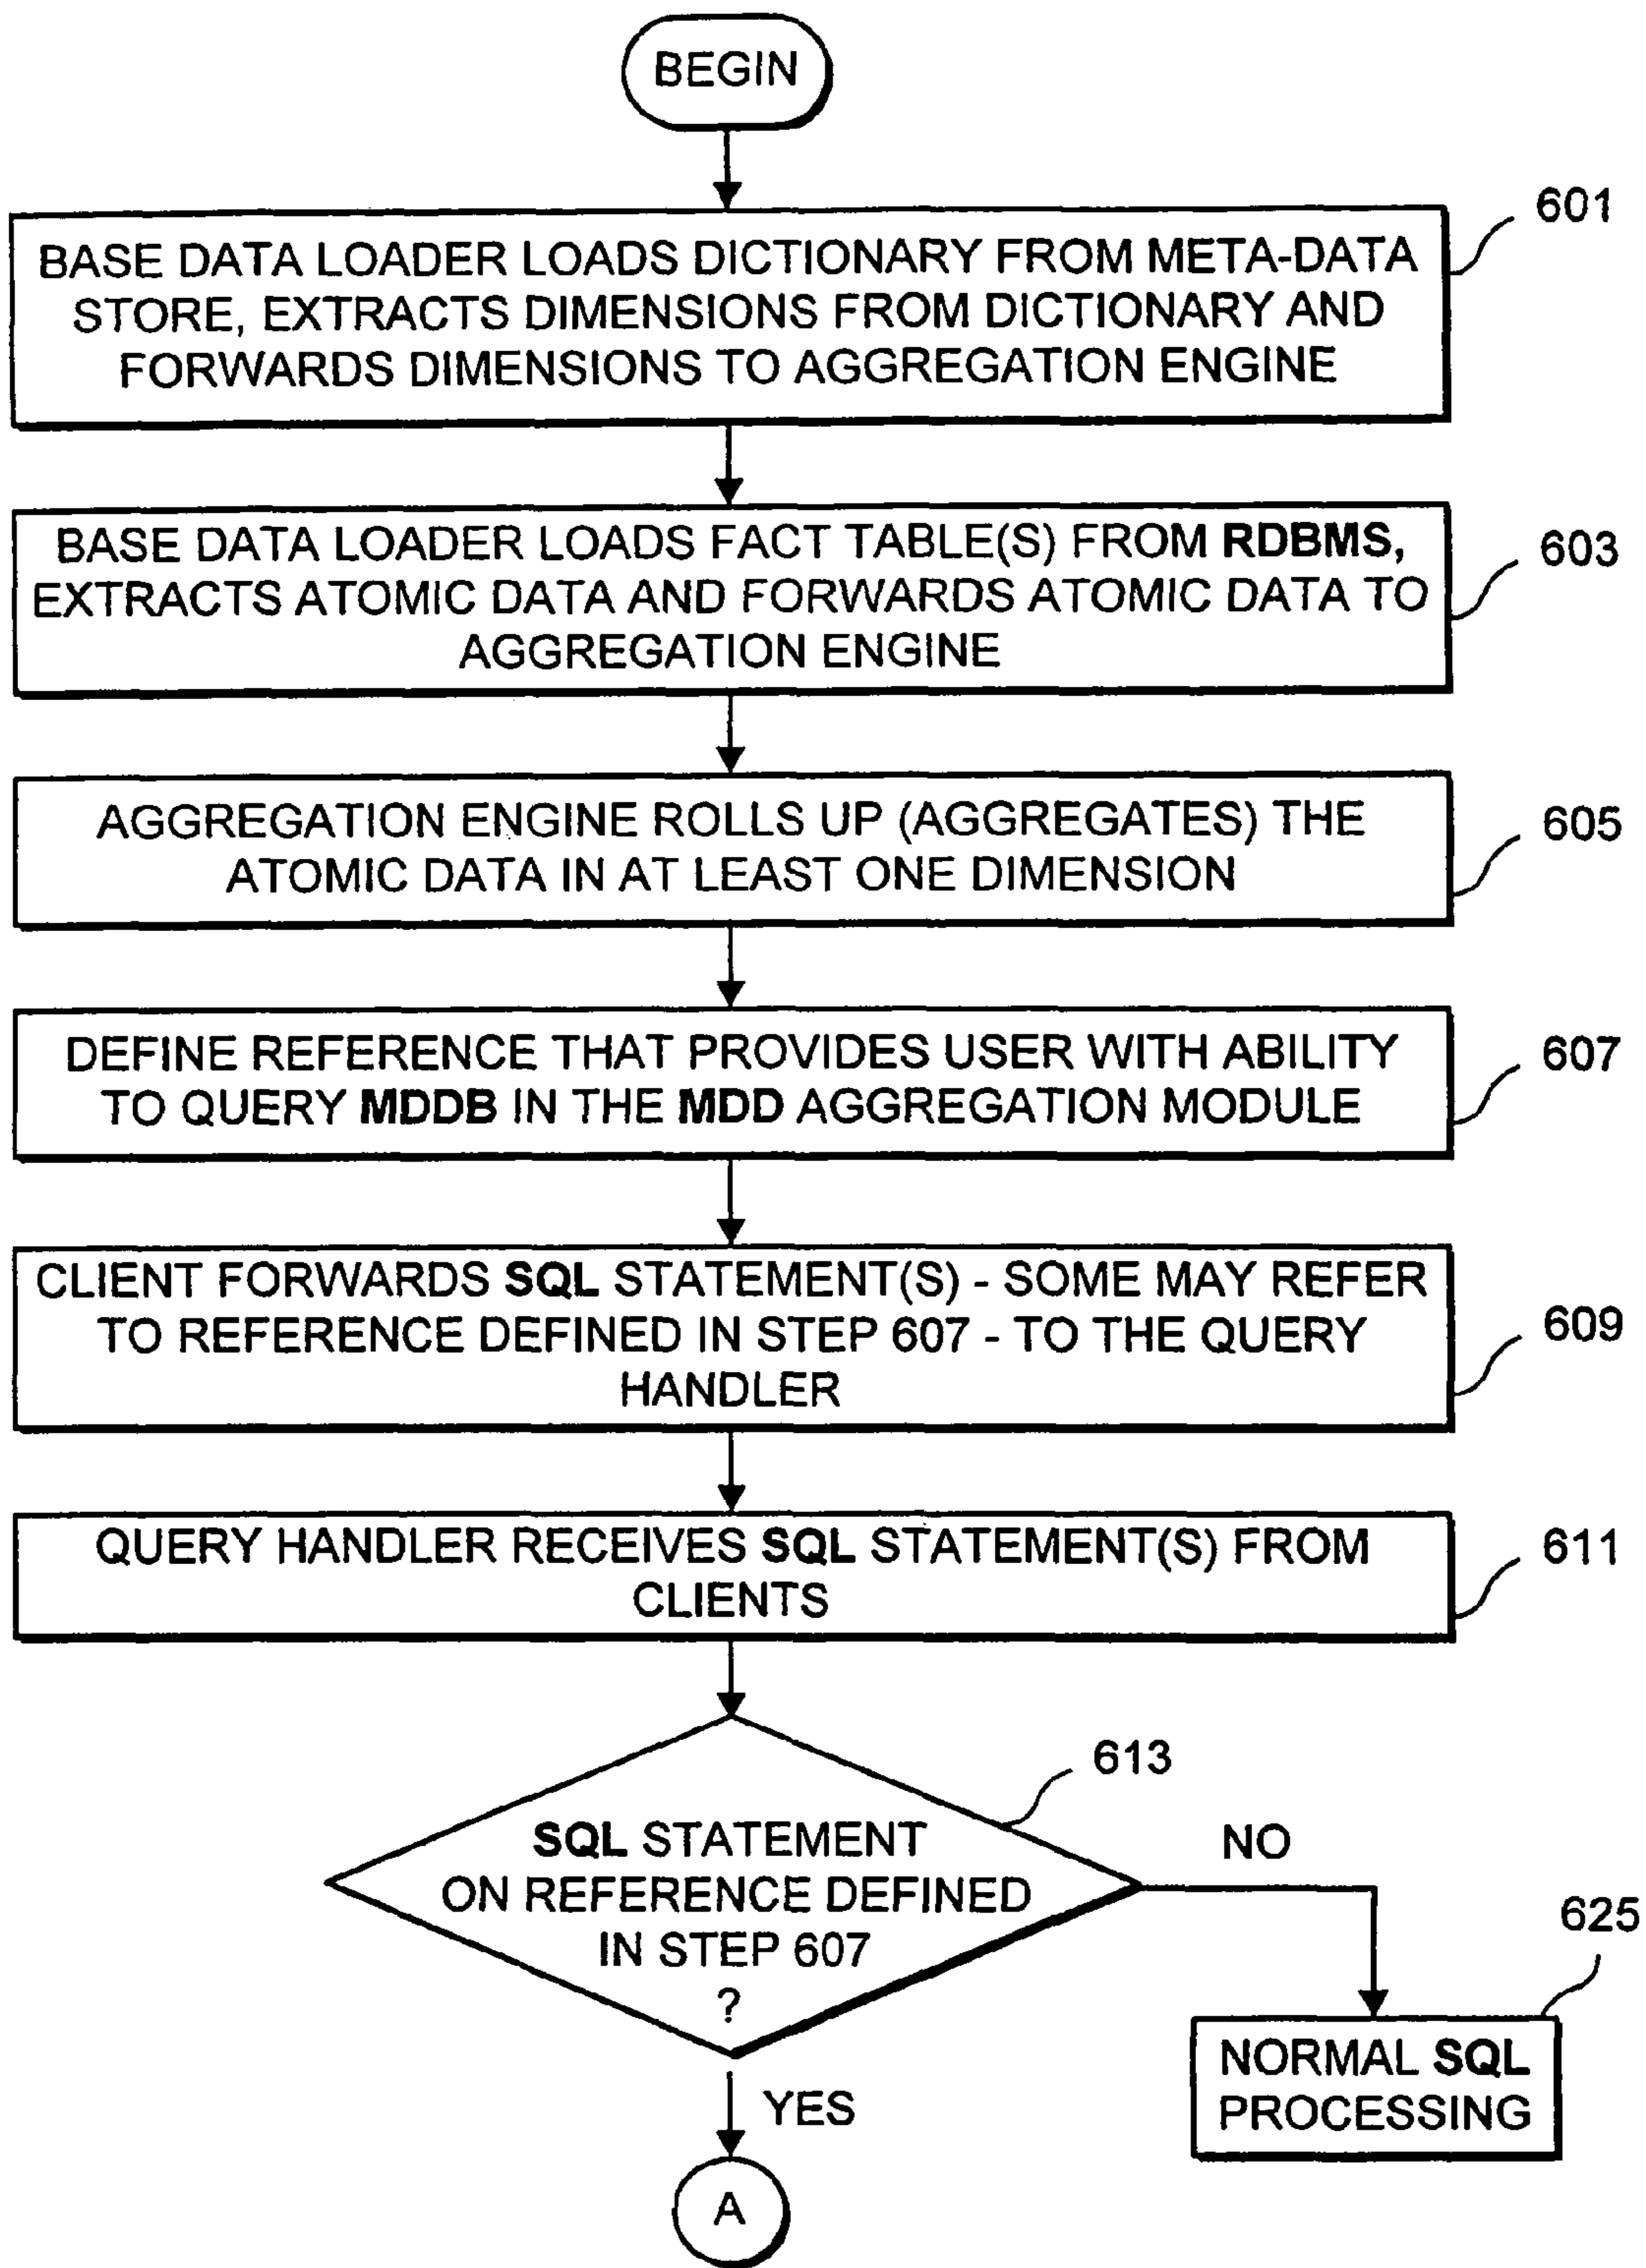 BEGIN
601
BASE DATA LOADER LOADS DICTIONARY FROM META-DATA
STORE, EXTRACTS DIMENSIONS FROM DICTIONARY AND
FORWARDS DIMENSIONS TO AGGREGATION ENGINE
603
BASE DATA LOADER LOADS FACT TABLE(S) FROM RDBMS,
EXTRACTS ATOMIC DATA AND FORWARDS ATOMIC DATA TO
AGGREGATION ENGINE
605
AGGREGATION ENGINE ROLLS UP (AGGREGATES) THE
ATOMIC DATA IN AT LEAST ONE DIMENSION
607
DEFINE REFERENCE THAT PROVIDES USER WITH ABILITY
TO QUERY MDDB IN THE MDD AGGREGATION MODULE
609
CLIENT FORWARDS SQL STATEMENT(S) - SOME MAY REFER
TO REFERENCE DEFINED IN STEP 607 - TO THE QUERY
HANDLER
611
QUERY HANDLER RECEIVES SQL STATEMENT(S) FROM
CLIENTS
613
SQL STATEMENT
ON REFERENCE DEFINED
IN STEP 607
?
NO
625
NORMAL SQL
PROCESSING
YES
A